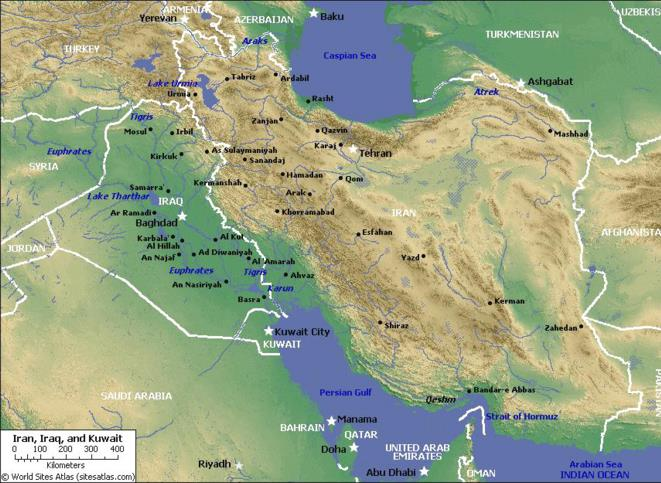 ARMENIA
Yerevan
AZERBAIJAN
Baku
UZBEKIS
TURKMENISTAN
TURKEY
Araks
Caspian Sea
Lake Urmia
Tabriz
Ardabil
Ashgabat
Urmia
Rasht
Atrek
Tigris
Zanjan
Mosul
Irbil
Qazvin
Mashhad
Euphrates
Karaj
Tehran
Kirkuk
As Sulaymaniyah
Sanandaj
SYRIA
Hamadan
Qom
Samarra'
Kermanshah
Lake Tharthar
Arak
IRAQ
Ar Ramadi
Khorramabad
IRAN
Baghdad
AFGHANISTA
Karbala'
Al Kut
Esfahan
JORDAN
Al Hillah
An Najaf
Ad Diwaniyah
Al 'Amarah
Yazd
Euphrates
Tigris
Ahvaz
An Nasiriyah
Karun
Basra
Kerman
Kuwait City
Shiraz
Zahedan
KUWAIT
SAUDI ARABIA
Persian Gulf
Qeshm
Bandar-e Abbas
Strait of Hormuz
Manama
BAHRAIN
QATAR
Doha
UNITED ARAB
EMIRATES
Riyadh
Abu Dhabi
OMAN
Arabian Sea
INDIAN OCEAN
Iran, Iraq, and Kuwait
0 100 200 300 400
Kilometers
© World Sites Atlas (sitesatlas.com)